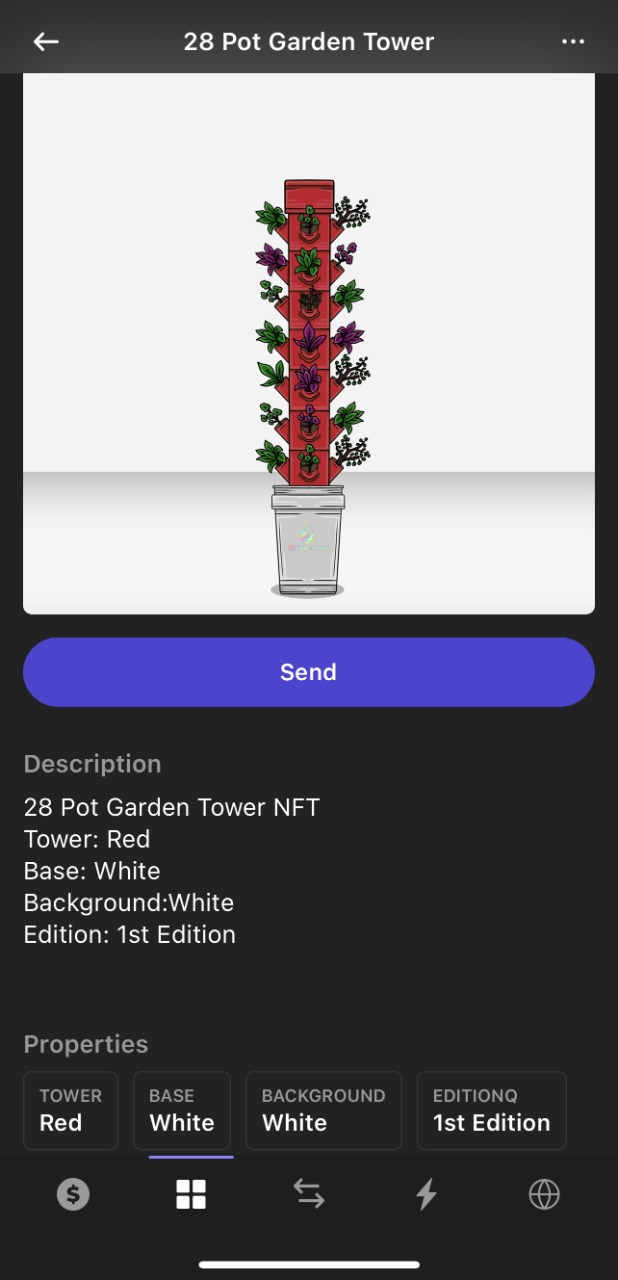 28 Pot Garden Tower
Send
Description
28 Pot Garden Tower NFT
Tower: Red
Base: White
Background:White
Edition: 1st Edition
Properties
TOWER
Red
BASE
White
BACKGROUND
White
EDITIONQ
1st Edition